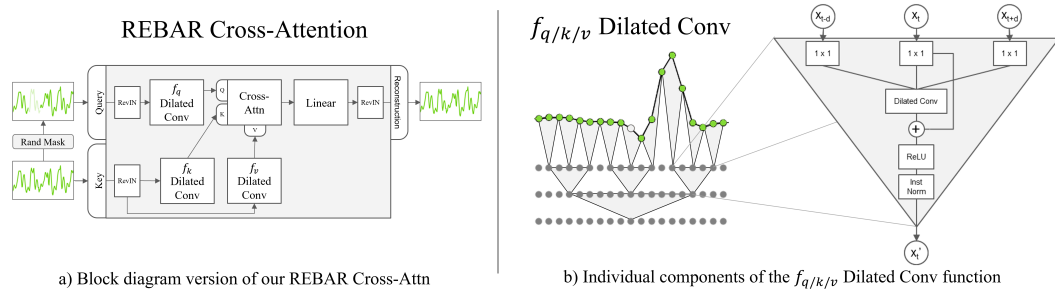 REBAR Cross-Attention
Rand Mask
Query
Key
RevIN
f_q
Dilated
Conv
Q
K
V
Cross-
Attn
Linear
RevIN
Reconstruction
RevIN
f_k
Dilated
Conv
f_v
Dilated
Conv
a) Block diagram version of our REBAR Cross-Attn
f_{q/k/v} Dilated Conv
X_{t-d}
X_t
X_{t+d}
1 x 1
1 x 1
1 x 1
Dilated Conv
+
ReLU
Inst
Norm
X_t'
b) Individual components of the f_{q/k/v} Dilated Conv function